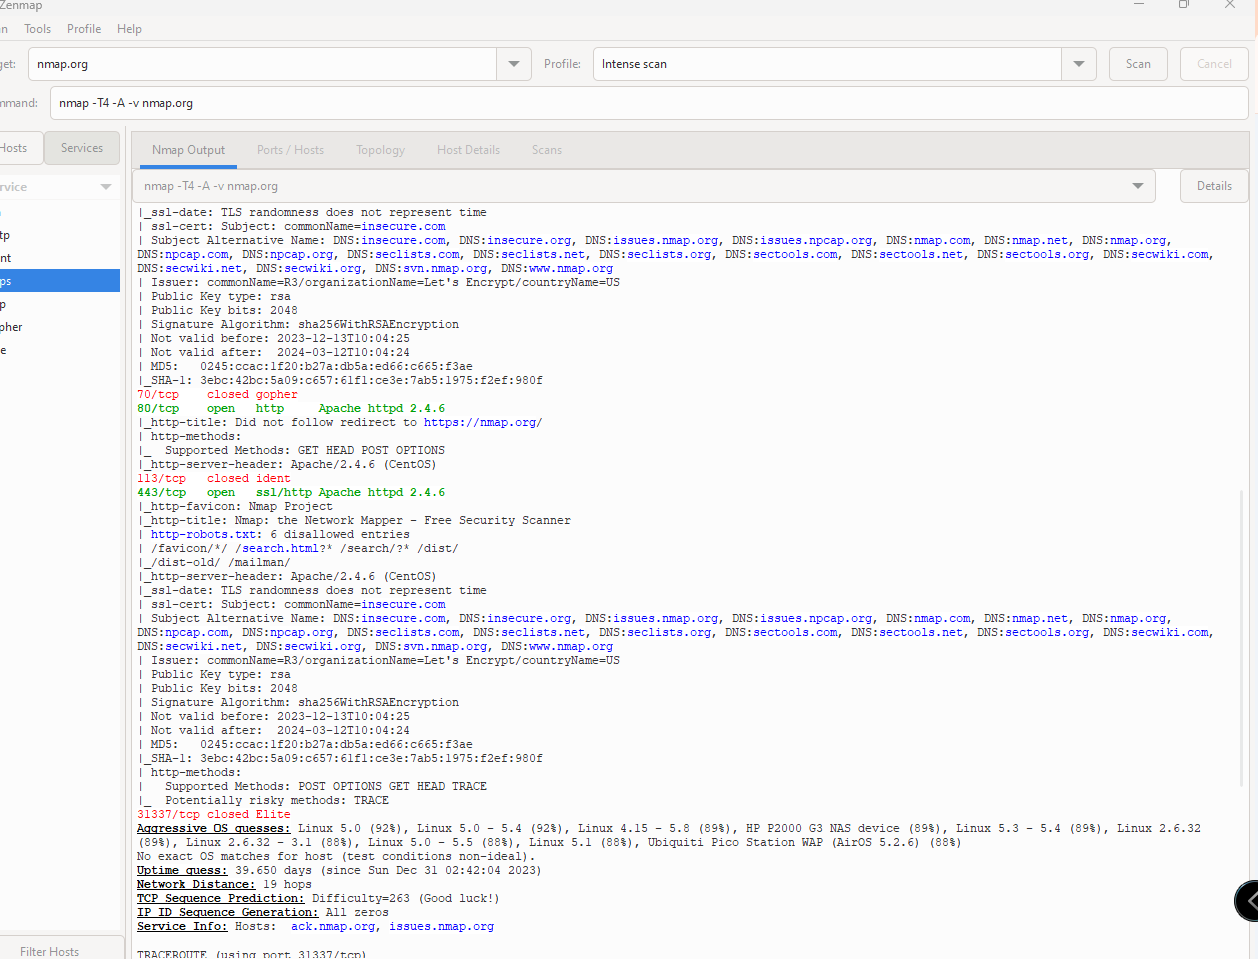 Zenmap
an Tools Profile Help
get: nmap.org Profile: Intense scan Scan Cancel
mmand: nmap -T4 -A -v nmap.org
Hosts Services Nmap Output Ports / Hosts Topology Host Details Scans
rvice nmap -T4 -A -v nmap.org Details
tp
nt
ps
p
pher
e
|_ssl-date: TLS randomness does not represent time
| ssl-cert: Subject: commonName=insecure.com
| Subject Alternative Name: DNS:insecure.com, DNS:insecure.org, DNS:issues.nmap.org, DNS:issues.npcap.org, DNS:nmap.com, DNS:nmap.net, DNS:nmap.org,
DNS:npcap.com, DNS:npcap.org, DNS:seclists.com, DNS:seclists.net, DNS:seclists.org, DNS:sectools.com, DNS:sectools.net, DNS:sectools.org, DNS:secwiki.com,
DNS:secwiki.net, DNS:secwiki.org, DNS:svn.nmap.org, DNS:www.nmap.org
| Issuer: commonName=R3/organizationName=Let's Encrypt/countryName=US
| Public Key type: rsa
| Public Key bits: 2048
| Signature Algorithm: sha256WithRSAEncryption
| Not valid before: 2023-12-13T10:04:25
| Not valid after:  2024-03-12T10:04:24
| MD5:   0245:ccac:1f20:b27a:db5a:ed66:c665:f3ae
|_SHA-1: 3ebc:42bc:5a09:c657:61f1:ce3e:7ab5:1975:f2ef:980f
70/tcp    closed gopher
80/tcp    open   http     Apache httpd 2.4.6
|_http-title: Did not follow redirect to https://nmap.org/
| http-methods:
|_  Supported Methods: GET HEAD POST OPTIONS
|_http-server-header: Apache/2.4.6 (CentOS)
113/tcp   closed ident
443/tcp   open   ssl/http Apache httpd 2.4.6
|_http-favicon: Nmap Project
|_http-title: Nmap: the Network Mapper - Free Security Scanner
| http-robots.txt: 6 disallowed entries
| /favicon/*/ /search.html?* /search/?* /dist/
|_/dist-old/ /mailman/
|_http-server-header: Apache/2.4.6 (CentOS)
|_ssl-date: TLS randomness does not represent time
| ssl-cert: Subject: commonName=insecure.com
| Subject Alternative Name: DNS:insecure.com, DNS:insecure.org, DNS:issues.nmap.org, DNS:issues.npcap.org, DNS:nmap.com, DNS:nmap.net, DNS:nmap.org,
DNS:npcap.com, DNS:npcap.org, DNS:seclists.com, DNS:seclists.net, DNS:seclists.org, DNS:sectools.com, DNS:sectools.net, DNS:sectools.org, DNS:secwiki.com,
DNS:secwiki.net, DNS:secwiki.org, DNS:svn.nmap.org, DNS:www.nmap.org
| Issuer: commonName=R3/organizationName=Let's Encrypt/countryName=US
| Public Key type: rsa
| Public Key bits: 2048
| Signature Algorithm: sha256WithRSAEncryption
| Not valid before: 2023-12-13T10:04:25
| Not valid after:  2024-03-12T10:04:24
| MD5:   0245:ccac:1f20:b27a:db5a:ed66:c665:f3ae
|_SHA-1: 3ebc:42bc:5a09:c657:61f1:ce3e:7ab5:1975:f2ef:980f
| http-methods:
|   Supported Methods: POST OPTIONS GET HEAD TRACE
|_  Potentially risky methods: TRACE
31337/tcp closed Elite
Aggressive OS guesses: Linux 5.0 (92%), Linux 5.0 - 5.4 (92%), Linux 4.15 - 5.8 (89%), HP P2000 G3 NAS device (89%), Linux 5.3 - 5.4 (89%), Linux 2.6.32
(89%), Linux 2.6.32 - 3.1 (88%), Linux 5.0 - 5.5 (88%), Linux 5.1 (88%), Ubiquiti Pico Station WAP (AirOS 5.2.6) (88%)
No exact OS matches for host (test conditions non-ideal).
Uptime guess: 39.650 days (since Sun Dec 31 02:42:04 2023)
Network Distance: 19 hops
TCP Sequence Prediction: Difficulty=263 (Good luck!)
IP ID Sequence Generation: All zeros
Service Info: Hosts:  ack.nmap.org, issues.nmap.org
Filter Hosts
TRACEROUTE (using port 31337/tcp)